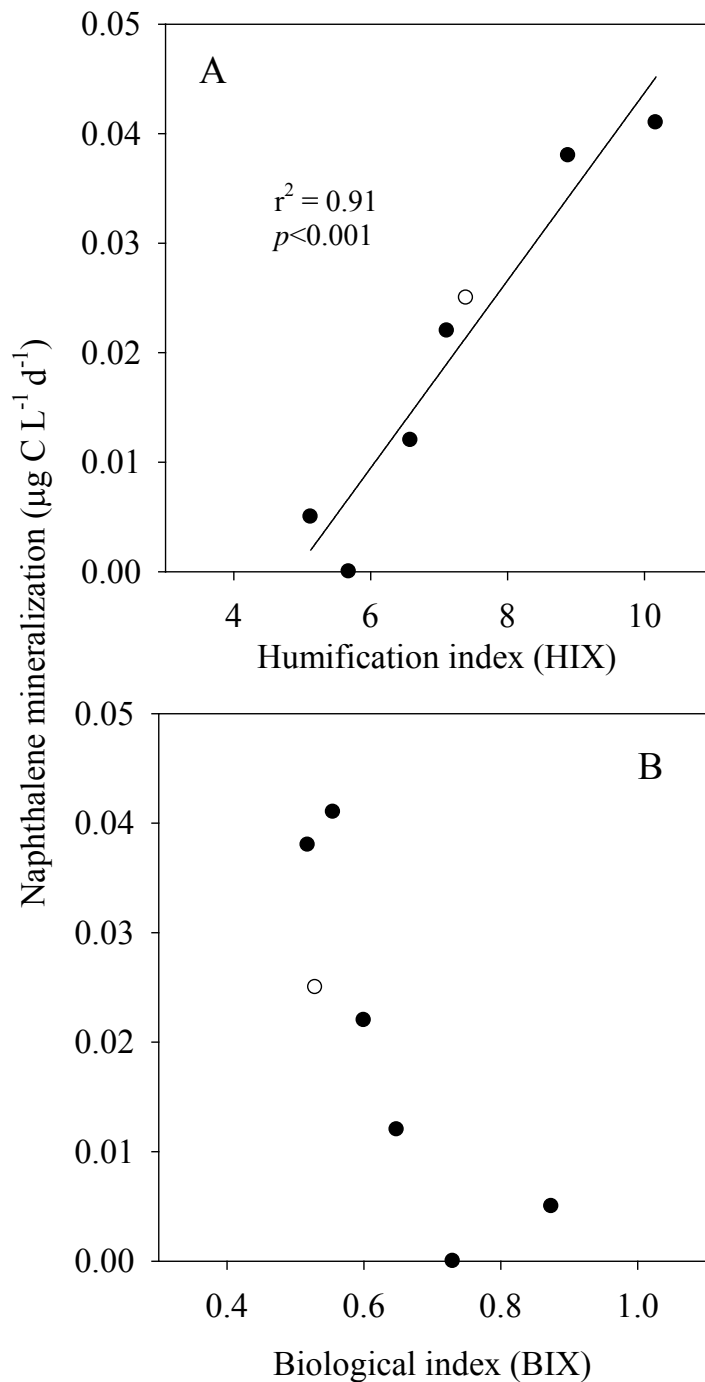 Naphthalene mineralization (µg C L⁻¹ d⁻¹)
0.05
0.04
0.03
0.02
0.01
0.00
A
r² = 0.91
p<0.001
4 6 8 10
Humification index (HIX)
0.05
0.04
0.03
0.02
0.01
0.00
B
0.4 0.6 0.8 1.0
Biological index (BIX)